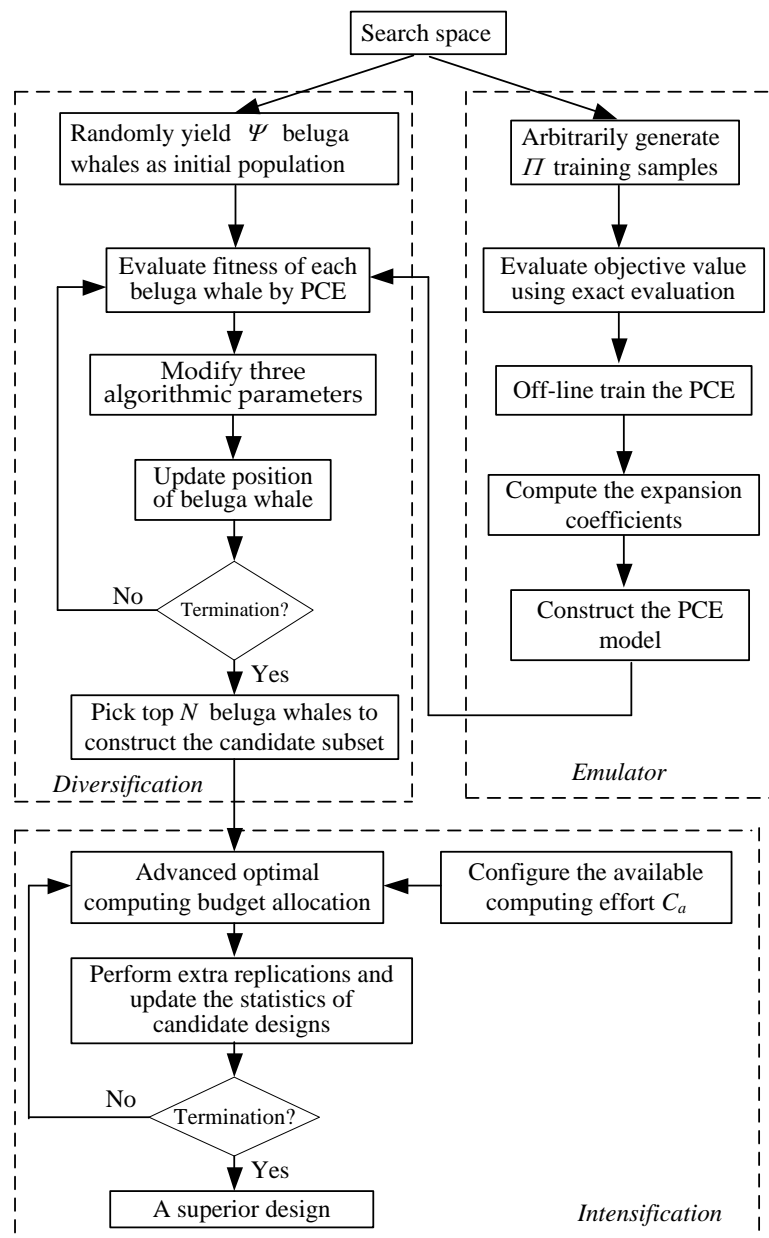 Search space
Randomly yield Ψ beluga
whales as initial population
Evaluate fitness of each
beluga whale by PCE
Modify three
algorithmic parameters
Update position
of beluga whale
No
Termination?
Yes
Pick top N beluga whales to
construct the candidate subset
Diversification
Arbitrarily generate
Π training samples
Evaluate objective value
using exact evaluation
Off-line train the PCE
Compute the expansion
coefficients
Construct the PCE
model
Emulator
Advanced optimal
computing budget allocation
Configure the available
computing effort Ca
Perform extra replications and
update the statistics of
candidate designs
No
Termination?
Yes
A superior design
Intensification